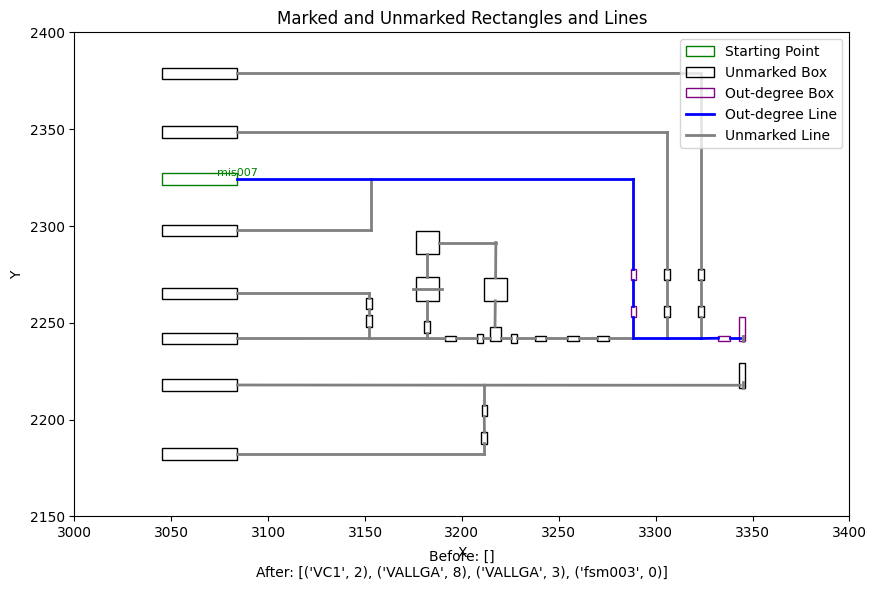 Marked and Unmarked Rectangles and Lines
2400
2350
2300
2250
2200
2150
Y
Starting Point
Unmarked Box
Out-degree Box
Out-degree Line
Unmarked Line
mis007
3000 3050 3100 3150 3200 3250 3300 3350 3400
X
Before: []
After: [('VC1', 2), ('VALLGA', 8), ('VALLGA', 3), ('fsm003', 0)]